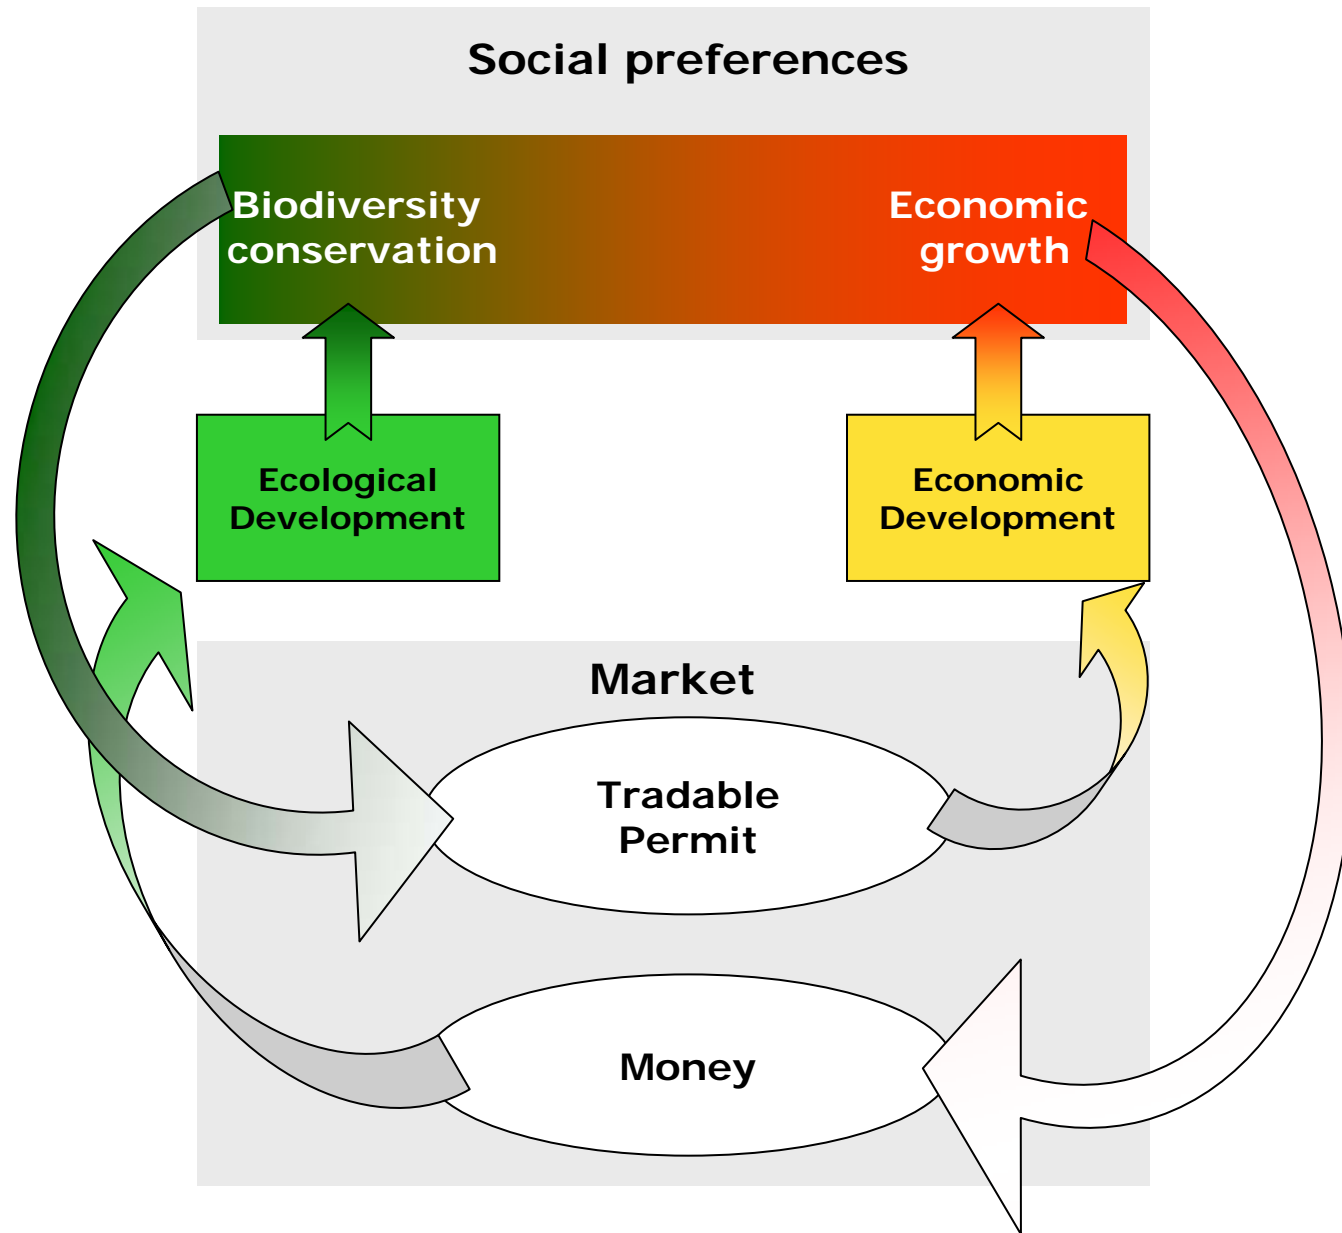 Social preferences
Biodiversity
conservation
Economic
growth
Ecological
Development
Economic
Development
Market
Tradable
Permit
Money